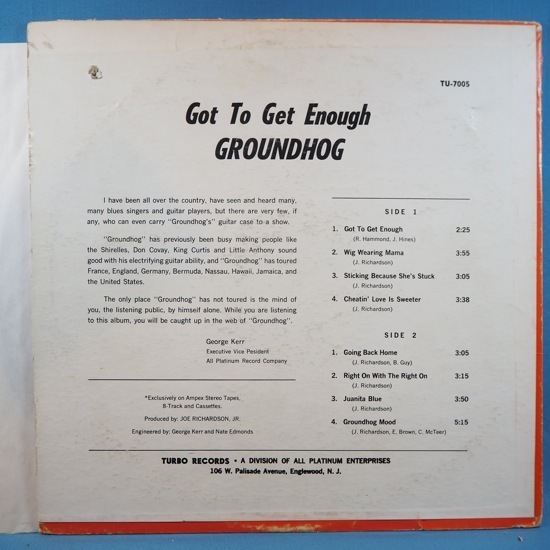 TU-7005
Got To Get Enough
GROUNDHOG
I have been all over the country, have seen and heard many,
many blues singers and guitar players, but there are very few, if
any, who can even carry "Groundhog's" guitar case to a show.
"Groundhog" has previously been busy making people like
the Shirelles, Don Covay, King Curtis and Little Anthony sound
good with his electrifying guitar ability, and "Groundhog" has toured
France, England, Germany, Bermuda, Nassau, Hawaii, Jamaica, and
the United States.
The only place "Groundhog" has not toured is the mind of
you, the listening public, by himself alone. While you are listening
to this album, you will be caught up in the web of "Groundhog".
George Kerr
Executive Vice Pesident
All Platinum Record Company
*Exclusively on Ampex Stereo Tapes,
8-Track and Cassettes.
Produced by: JOE RICHARDSON, JR.
Engineered by: George Kerr and Nate Edmonds
SIDE 1
1. Got To Get Enough 2:25
(R. Hammond, J. Hines)
2. Wig Wearing Mama 3:55
(J. Richardson)
3. Sticking Because She's Stuck 3:05
(J. Richardson)
4. Cheatin' Love Is Sweeter 3:38
(J. Richardson)
SIDE 2
1. Going Back Home 3:05
(J. Richardson, B. Guy)
2. Right On With The Right On 3:15
(J. Richardson)
3. Juanita Blue 3:50
(J. Richardson)
4. Groundhog Mood 5:15
(J. Richardson, E. Brown, C. McTeer)
TURBO RECORDS • A DIVISION OF ALL PLATINUM ENTERPRISES
106 W. Palisade Avenue, Englewood, N. J.